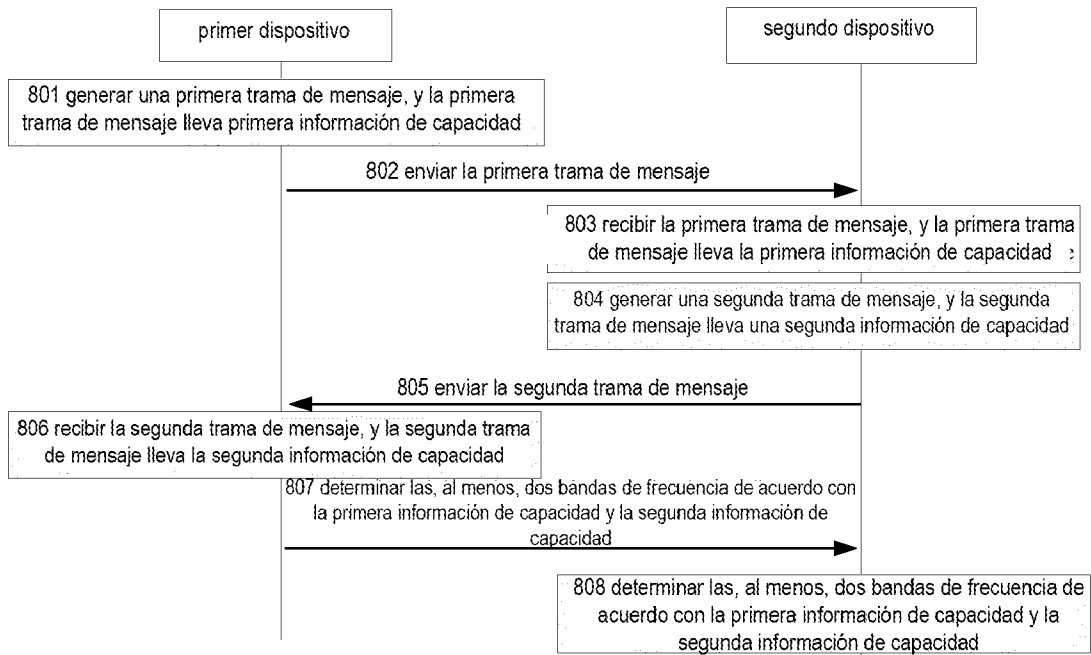 primer dispositivo
segundo dispositivo
801 generar una primera trama de mensaje, y la primera
trama de mensaje lleva primera información de capacidad
802 enviar la primera trama de mensaje
803 recibir la primera trama de mensaje, y la primera trama
de mensaje lleva la primera información de capacidad
804 generar una segunda trama de mensaje, y la segunda
trama de mensaje lleva una segunda información de capacidad
805 enviar la segunda trama de mensaje
806 recibir la segunda trama de mensaje, y la segunda trama
de mensaje lleva la segunda información de capacidad
807 determinar las, al menos, dos bandas de frecuencia de acuerdo con
la primera información de capacidad y la segunda información de
capacidad
808 determinar las, al menos, dos bandas de frecuencia de
acuerdo con la primera información de capacidad y la
segunda información de capacidad